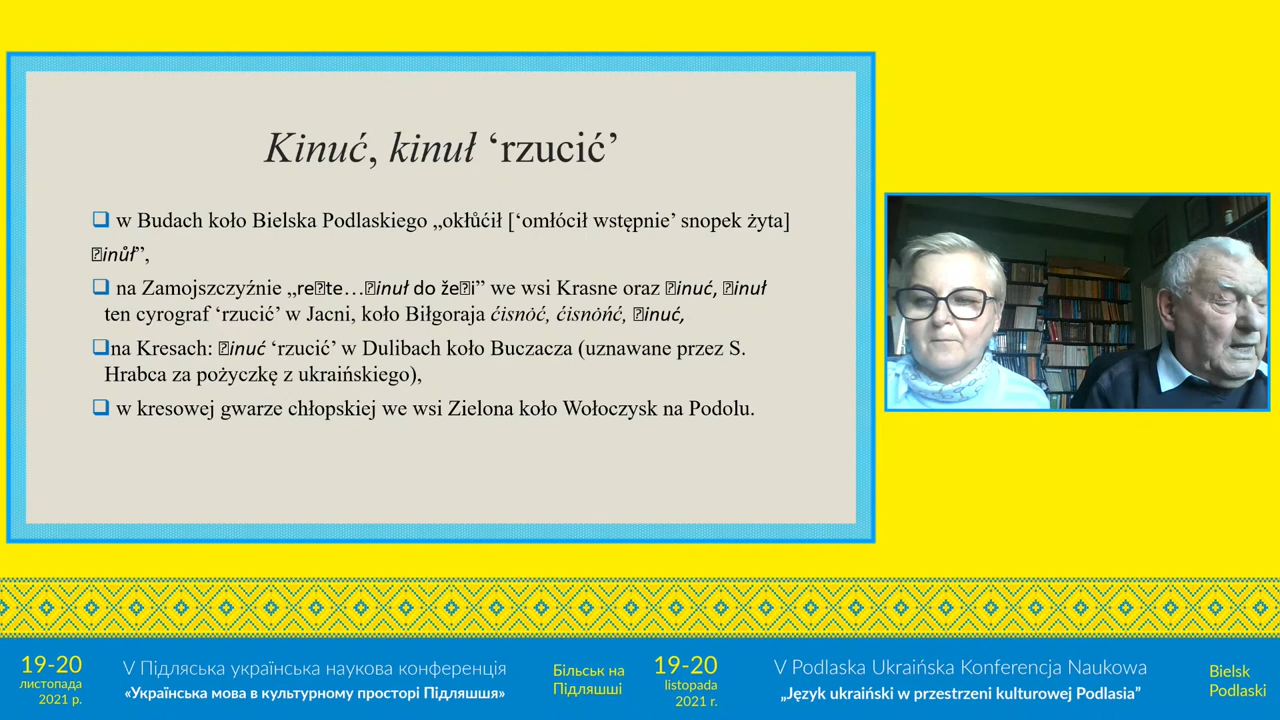 Kinuć, kinuł ‘rzucić’
❑ w Budach koło Bielska Podlaskiego „okłůćił [‘omłócił wstępnie’ snopek żyta]
⍰inůł”,
❑ na Zamojszczyźnie „re⍰te…⍰inuł do že⍰i” we wsi Krasne oraz ⍰inuć, ⍰inuł
ten cyrograf ‘rzucić’ w Jacni, koło Biłgoraja ćisnȯć, ćisnȯńć, ⍰inuć,
❑na Kresach: ⍰inuć ‘rzucić’ w Dulibach koło Buczacza (uznawane przez S.
Hrabca za pożyczkę z ukraińskiego),
❑ w kresowej gwarze chłopskiej we wsi Zielona koło Wołoczysk na Podolu.
19-20
листопада
2021 р.
V Підляська українська наукова конференція
«Українська мова в культурному просторі Підляшшя»
Більськ на
Підляшші
19-20
listopada
2021 r.
V Podlaska Ukraińska Konferencja Naukowa
„Język ukraiński w przestrzeni kulturowej Podlasia”
Bielsk
Podlaski